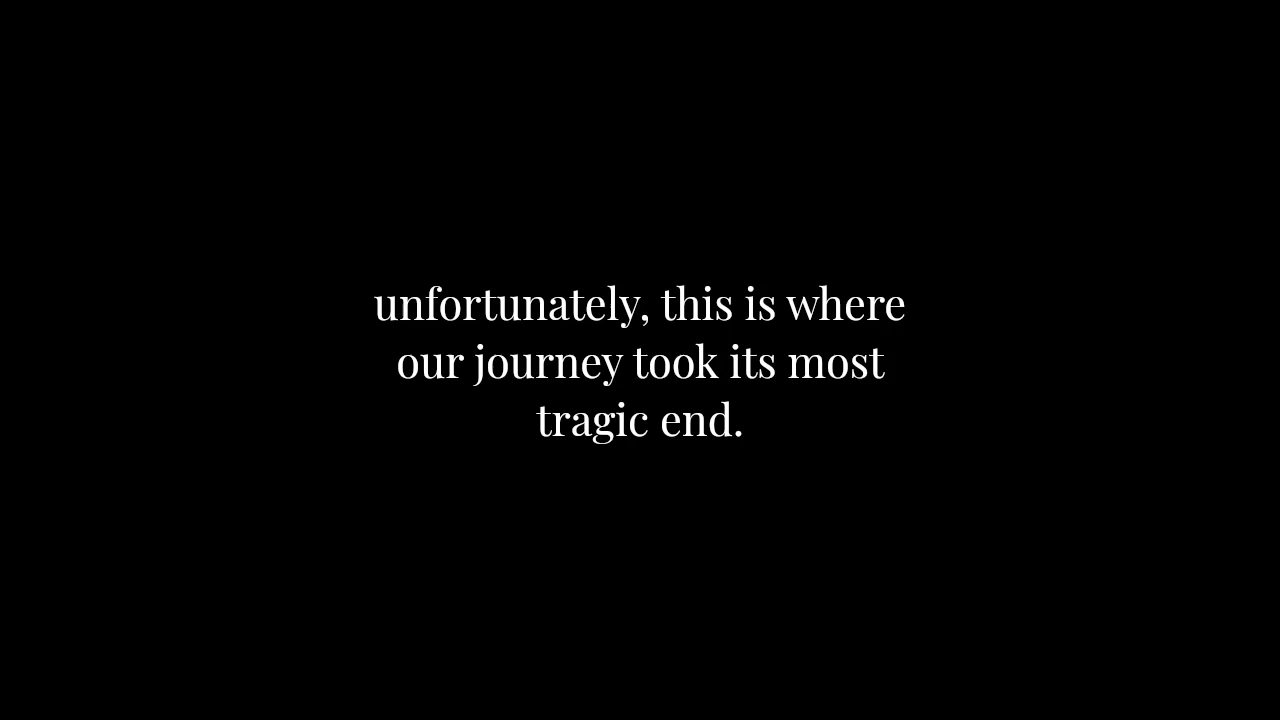 unfortunately, this is where
our journey took its most
tragic end.